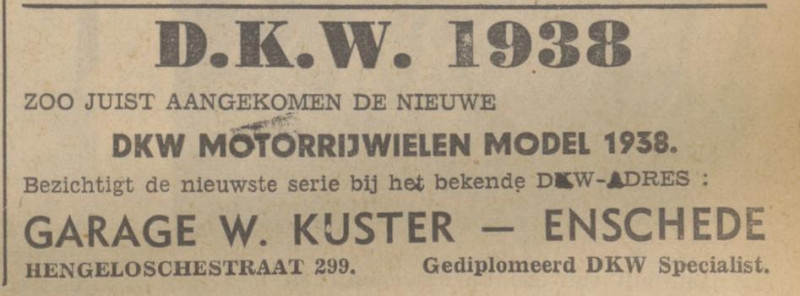 D.K.W. 1938
ZOO JUIST AANGEKOMEN DE NIEUWE
DKW MOTORRIJWIELEN MODEL 1938.
Bezichtigt de nieuwste serie bij het bekende DKW-ADRES :
GARAGE W. KUSTER — ENSCHEDE
HENGELOSCHESTRAAT 299. Gediplomeerd DKW Specialist.